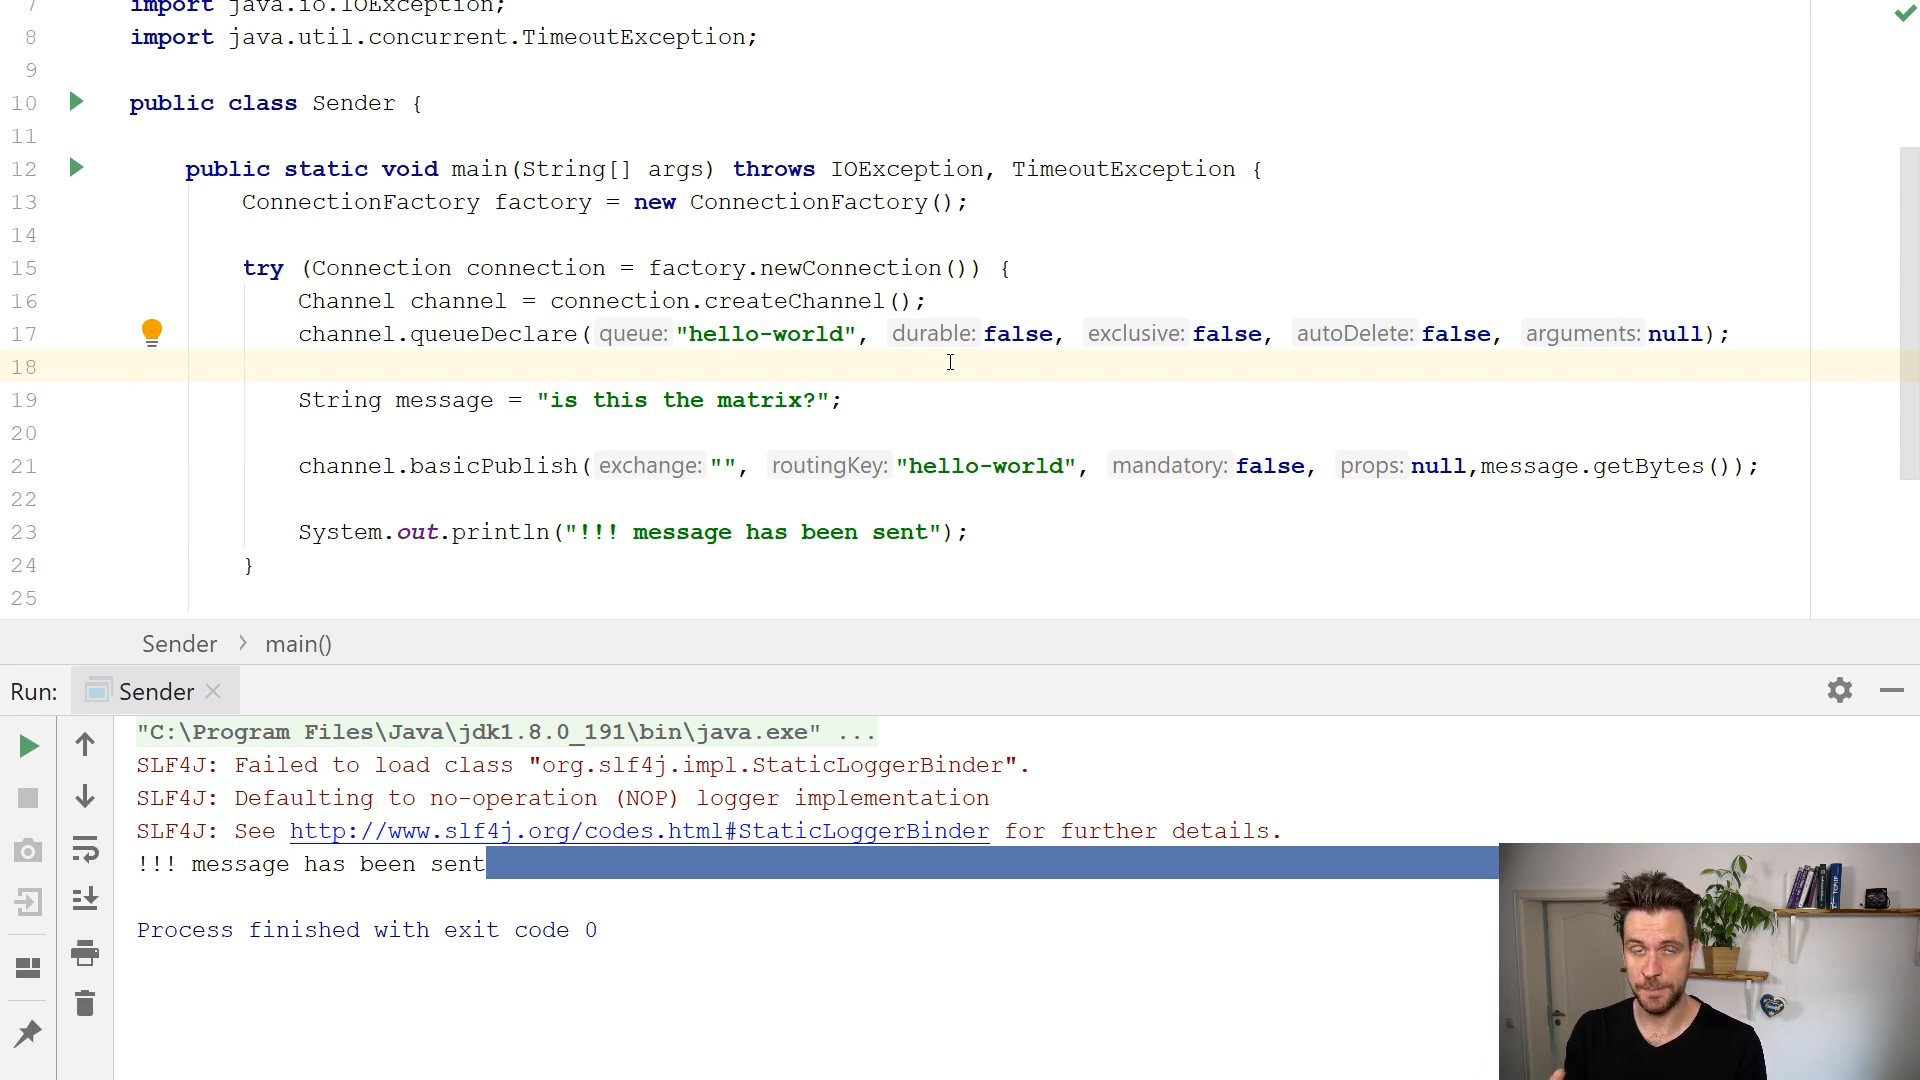 7 import java.io.IOException;
8 import java.util.concurrent.TimeoutException;
9
10 public class Sender {
11
12 public static void main(String[] args) throws IOException, TimeoutException {
13 ConnectionFactory factory = new ConnectionFactory();
14
15 try (Connection connection = factory.newConnection()) {
16 Channel channel = connection.createChannel();
17 channel.queueDeclare( queue: "hello-world", durable: false, exclusive: false, autoDelete: false, arguments: null);
18
19 String message = "is this the matrix?";
20
21 channel.basicPublish( exchange: "", routingKey: "hello-world", mandatory: false, props: null,message.getBytes());
22
23 System.out.println("!!! message has been sent");
24 }
25
Sender > main()
Run: Sender
"C:\Program Files\Java\jdk1.8.0_191\bin\java.exe" ...
SLF4J: Failed to load class "org.slf4j.impl.StaticLoggerBinder".
SLF4J: Defaulting to no-operation (NOP) logger implementation
SLF4J: See http://www.slf4j.org/codes.html#StaticLoggerBinder for further details.
!!! message has been sent
Process finished with exit code 0